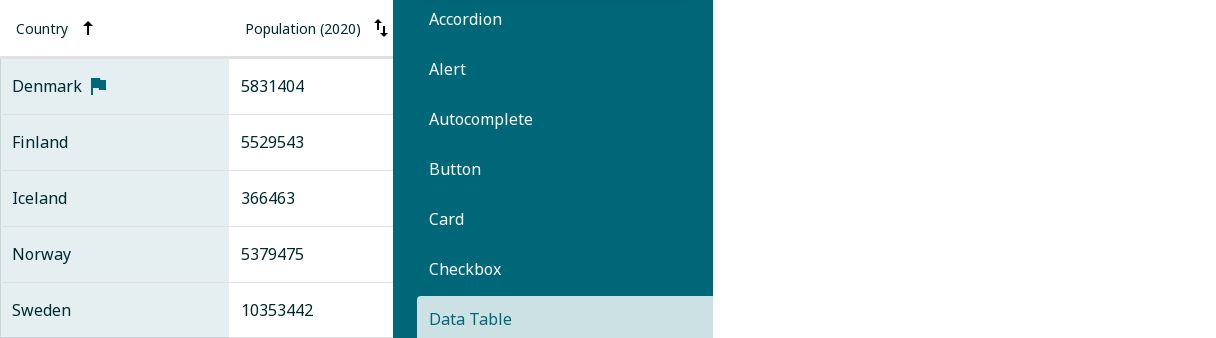 Country Population (2020)
Denmark 5831404
Finland 5529543
Iceland 366463
Norway 5379475
Sweden 10353442
Accordion
Alert
Autocomplete
Button
Card
Checkbox
Data Table